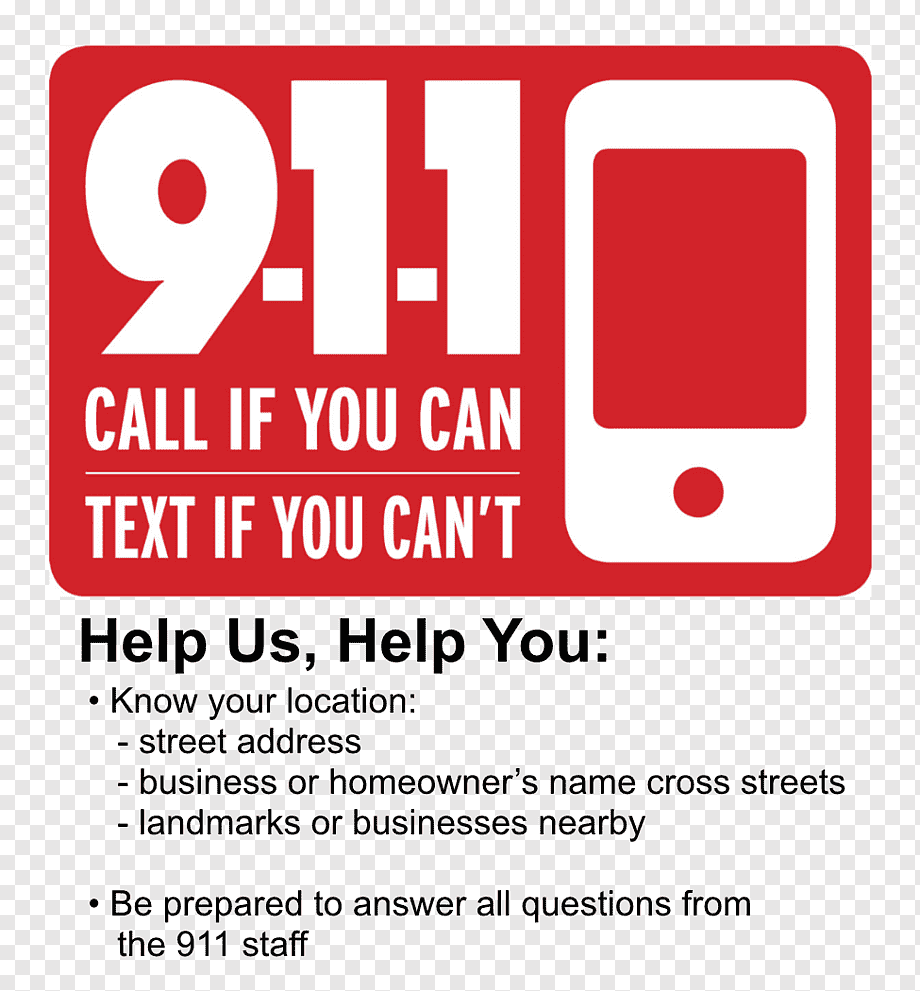 9-1-1
CALL IF YOU CAN
TEXT IF YOU CAN'T
Help Us, Help You:
• Know your location:
- street address
- business or homeowner’s name cross streets
- landmarks or businesses nearby
• Be prepared to answer all questions from
the 911 staff